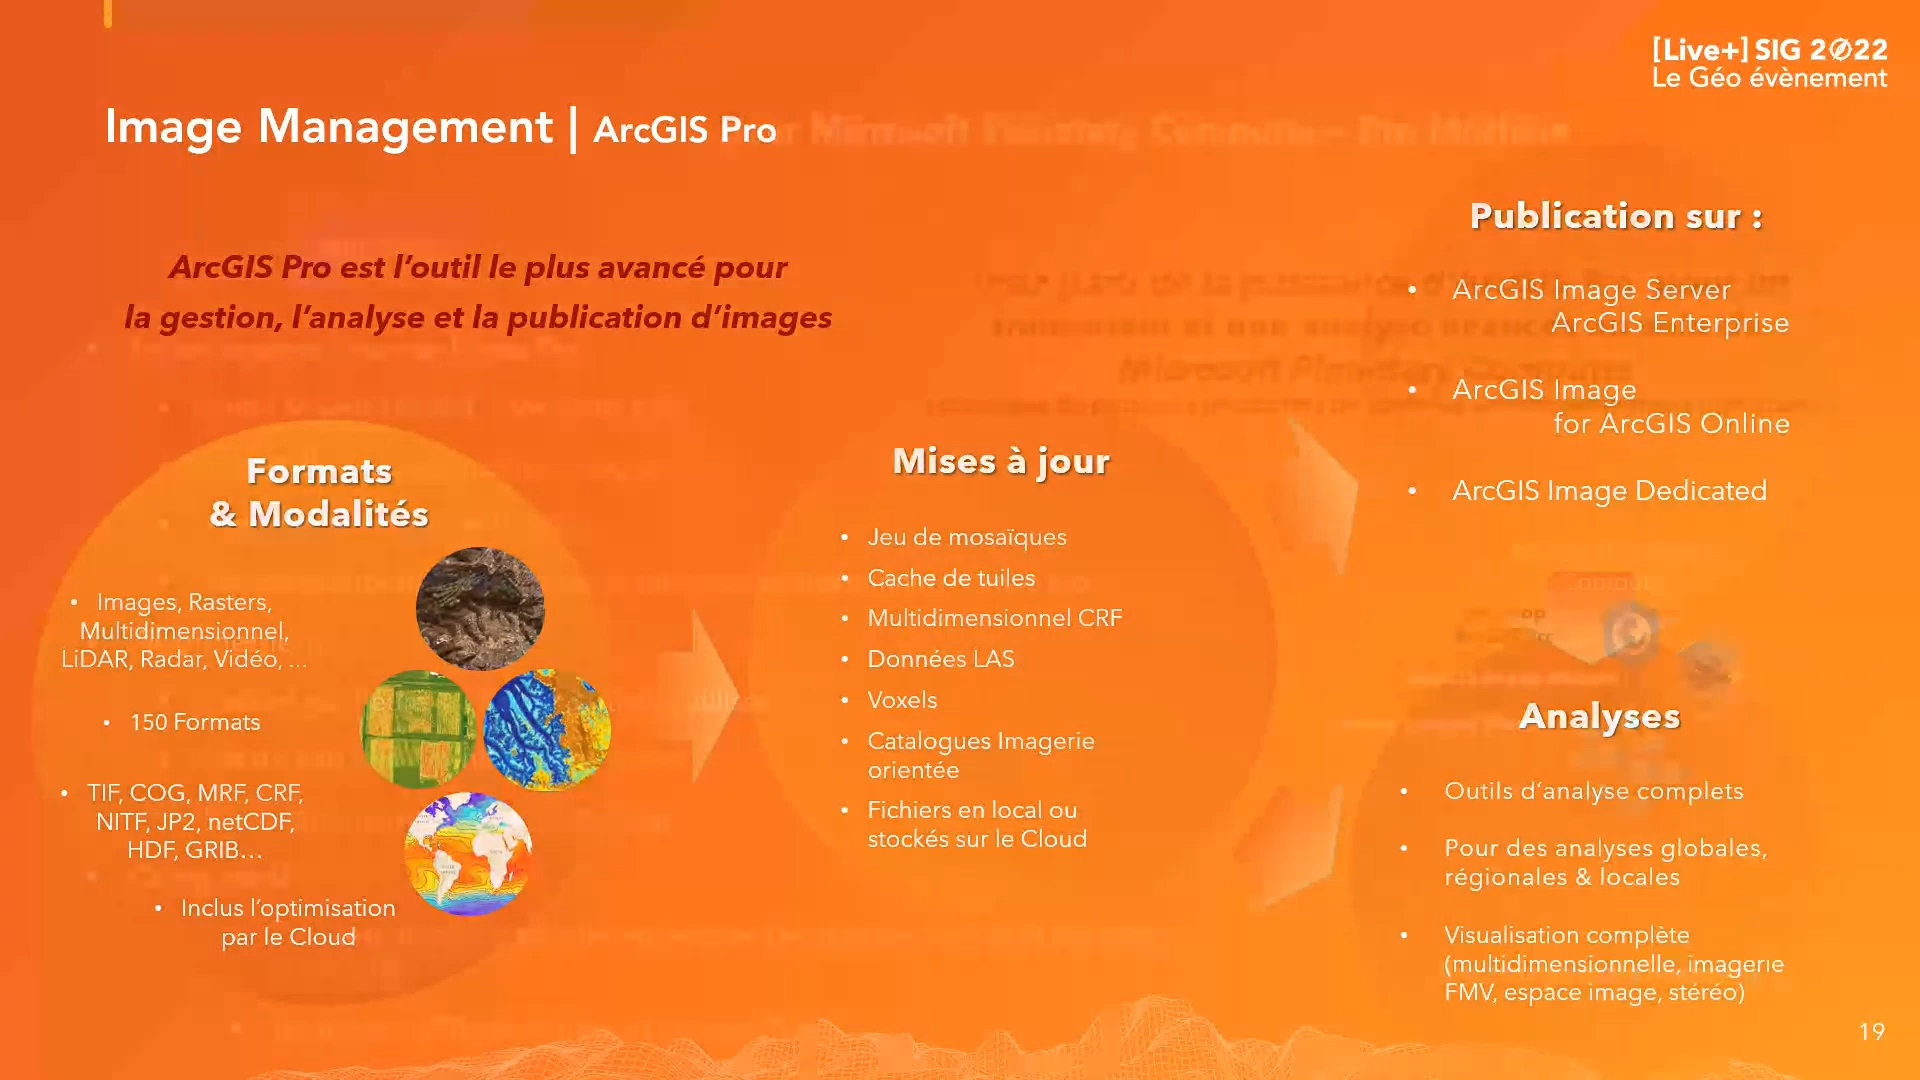 [Live+] SIG 2022
Le Géo évènement
Image Management | ArcGIS Pro
ArcGIS Pro est l’outil le plus avancé pour
la gestion, l’analyse et la publication d’images
Formats
& Modalités
• Images, Rasters,
Multidimensionnel,
LiDAR, Radar, Vidéo, ...
• 150 Formats
• TIF, COG, MRF, CRF,
NITF, JP2, netCDF,
HDF, GRIB…
• Inclus l’optimisation
par le Cloud
Mises à jour
• Jeu de mosaïques
• Cache de tuiles
• Multidimensionnel CRF
• Données LAS
• Voxels
• Catalogues Imagerie
orientée
• Fichiers en local ou
stockés sur le Cloud
Publication sur :
• ArcGIS Image Server
ArcGIS Enterprise
• ArcGIS Image
for ArcGIS Online
• ArcGIS Image Dedicated
Analyses
• Outils d’analyse complets
• Pour des analyses globales,
régionales & locales
• Visualisation complète
(multidimensionnelle, imagerie
FMV, espace image, stéréo)
19